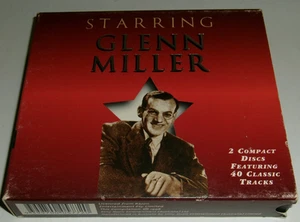 STARRING
GLENN
MILLER
2 COMPACT
DISCS
FEATURING
40 CLASSIC
TRACKS